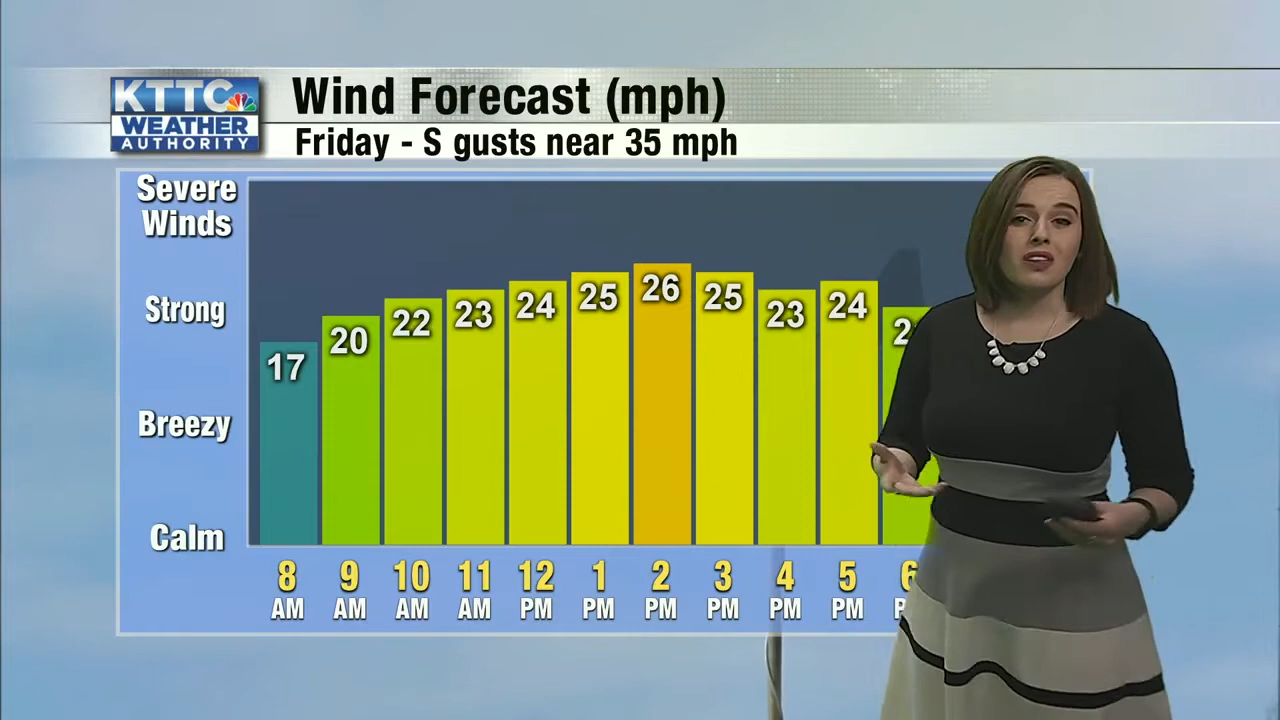 KTTC
WEATHER
AUTHORITY
Wind Forecast (mph)
Friday - S gusts near 35 mph
Severe
Winds
Strong
Breezy
Calm
17 20 22 23 24 25 26 25 23 24
8 9 10 11 12 1 2 3 4 5 6
AM AM AM AM PM PM PM PM PM PM